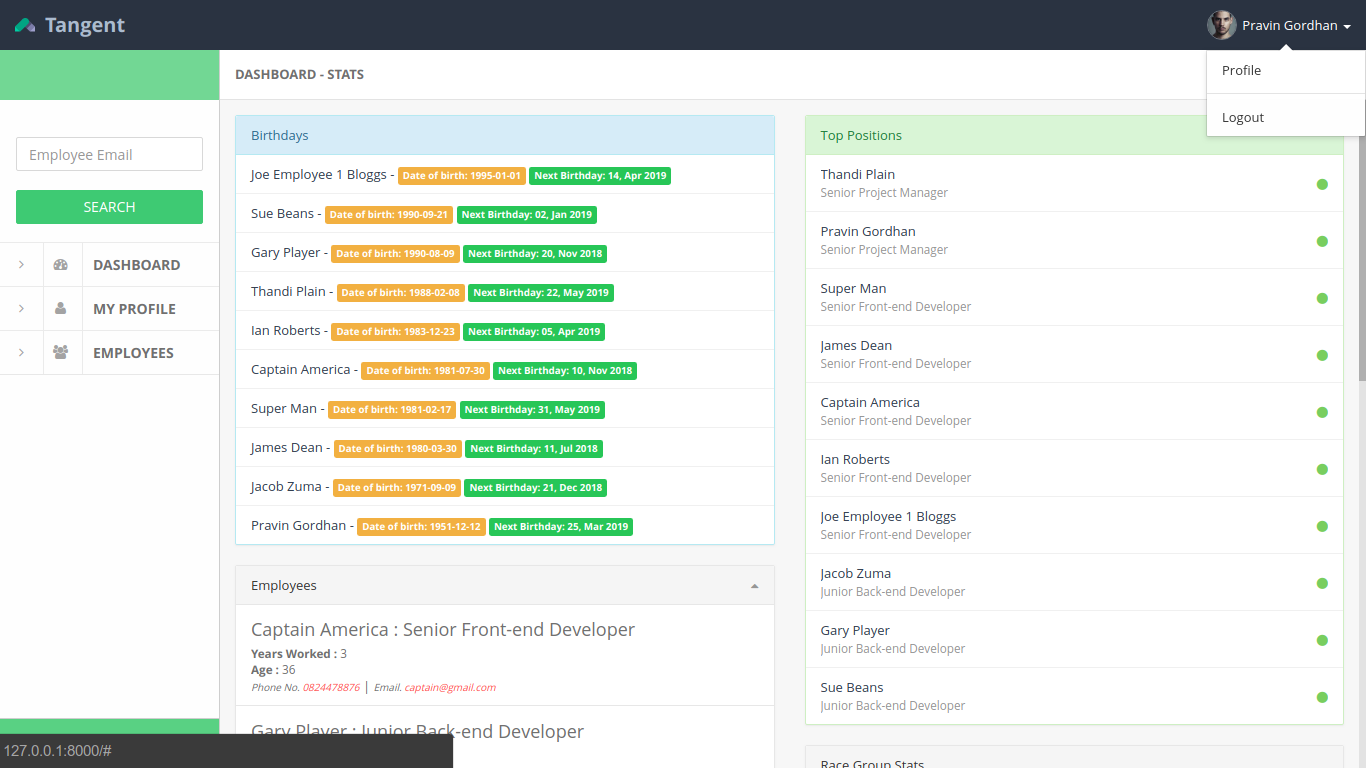 Tangent
Pravin Gordhan
Profile
Logout
DASHBOARD - STATS
Employee Email
SEARCH
DASHBOARD
MY PROFILE
EMPLOYEES
Birthdays
Joe Employee 1 Bloggs - Date of birth: 1995-01-01 Next Birthday: 14, Apr 2019
Sue Beans - Date of birth: 1990-09-21 Next Birthday: 02, Jan 2019
Gary Player - Date of birth: 1990-08-09 Next Birthday: 20, Nov 2018
Thandi Plain - Date of birth: 1988-02-08 Next Birthday: 22, May 2019
Ian Roberts - Date of birth: 1983-12-23 Next Birthday: 05, Apr 2019
Captain America - Date of birth: 1981-07-30 Next Birthday: 10, Nov 2018
Super Man - Date of birth: 1981-02-17 Next Birthday: 31, May 2019
James Dean - Date of birth: 1980-03-30 Next Birthday: 11, Jul 2018
Jacob Zuma - Date of birth: 1971-09-09 Next Birthday: 21, Dec 2018
Pravin Gordhan - Date of birth: 1951-12-12 Next Birthday: 25, Mar 2019
Employees
Captain America : Senior Front-end Developer
Years Worked : 3
Age : 36
Phone No. 0824478876 | Email. captain@gmail.com
Gary Player : Junior Back-end Developer
Top Positions
Thandi Plain
Senior Project Manager
Pravin Gordhan
Senior Project Manager
Super Man
Senior Front-end Developer
James Dean
Senior Front-end Developer
Captain America
Senior Front-end Developer
Ian Roberts
Senior Front-end Developer
Joe Employee 1 Bloggs
Senior Front-end Developer
Jacob Zuma
Junior Back-end Developer
Gary Player
Junior Back-end Developer
Sue Beans
Junior Back-end Developer
Race Group Stats
127.0.0.1:8000/#